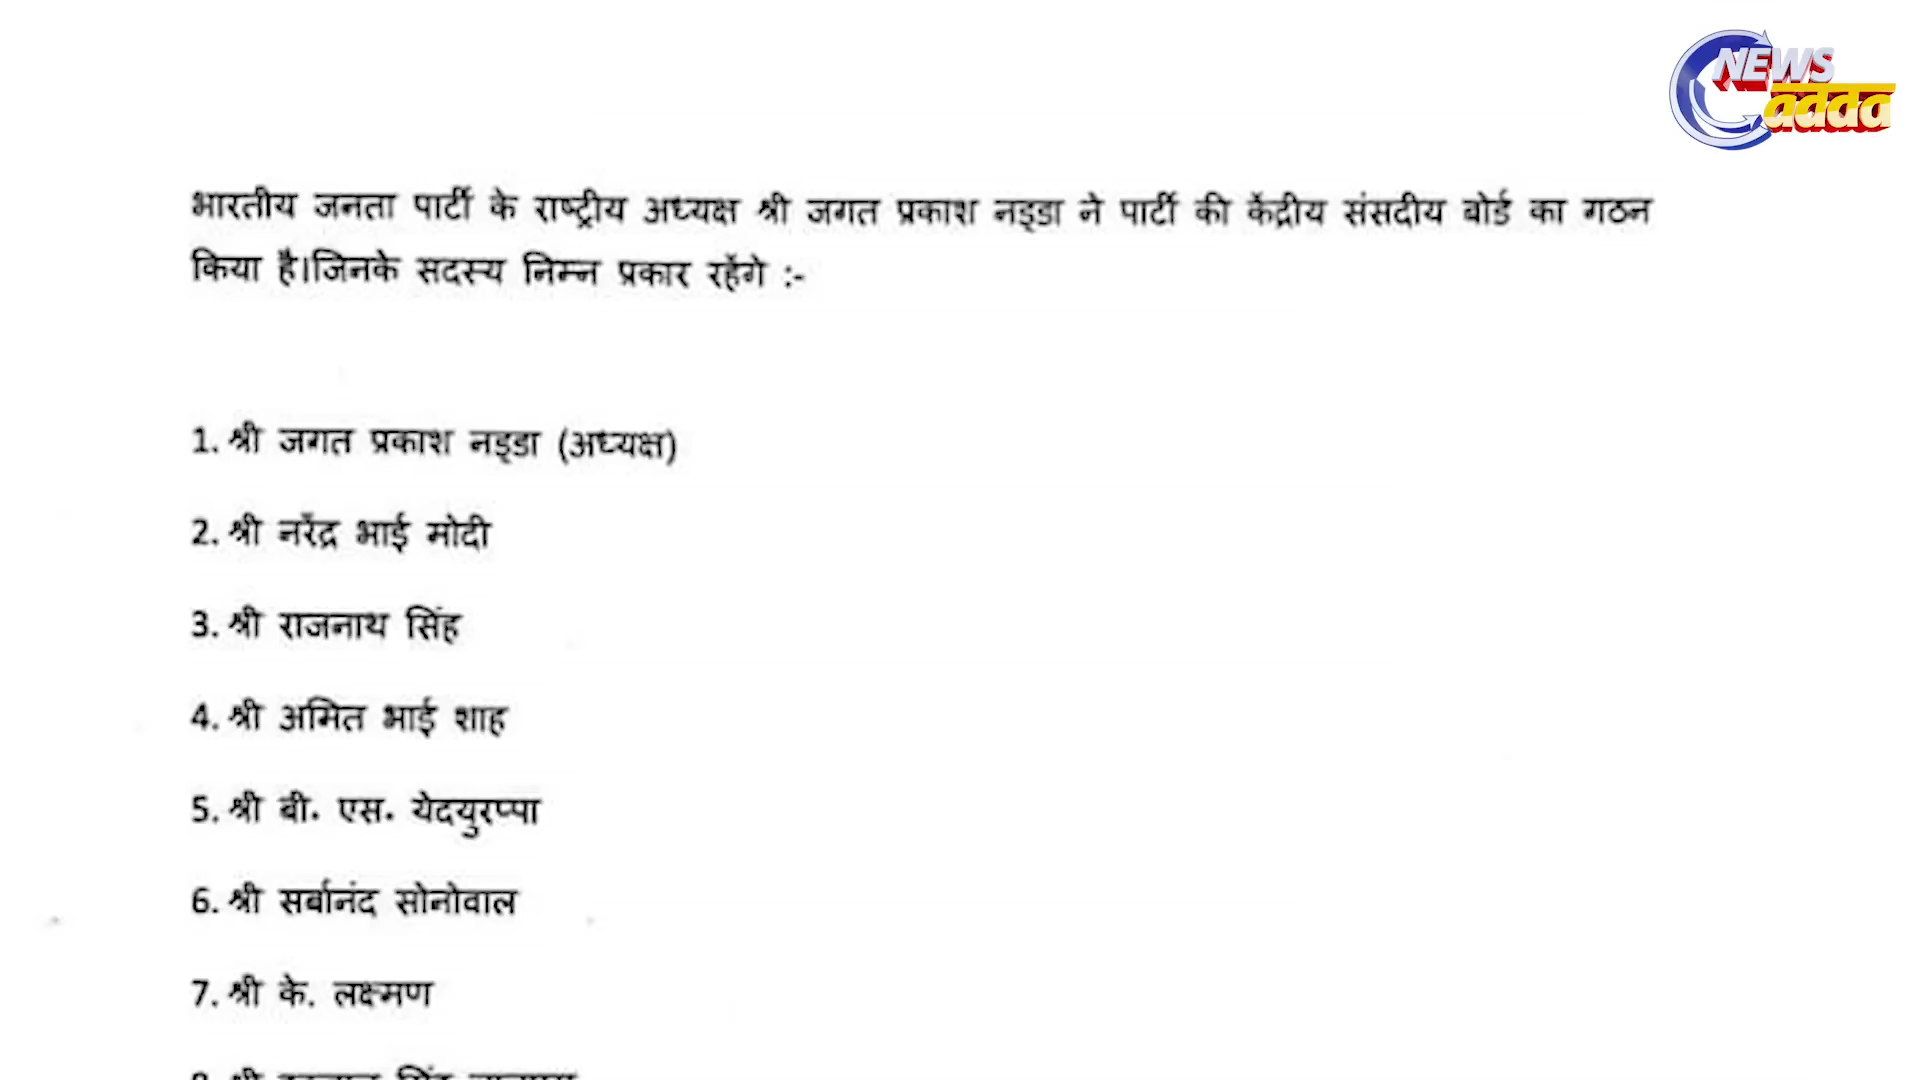 NEWS
adda
भारतीय जनता पार्टी के राष्ट्रीय अध्यक्ष श्री जगत प्रकाश नड्डा ने पार्टी की केंद्रीय संसदीय बोर्ड का गठन
किया है।जिनके सदस्य निम्न प्रकार रहेंगे :-
1. श्री जगत प्रकाश नड्डा (अध्यक्ष)
2. श्री नरेंद्र भाई मोदी
3. श्री राजनाथ सिंह
4. श्री अमित भाई शाह
5. श्री बी. एस. येदयुरप्पा
6. श्री सर्बानंद सोनोवाल
7. श्री के. लक्ष्मण